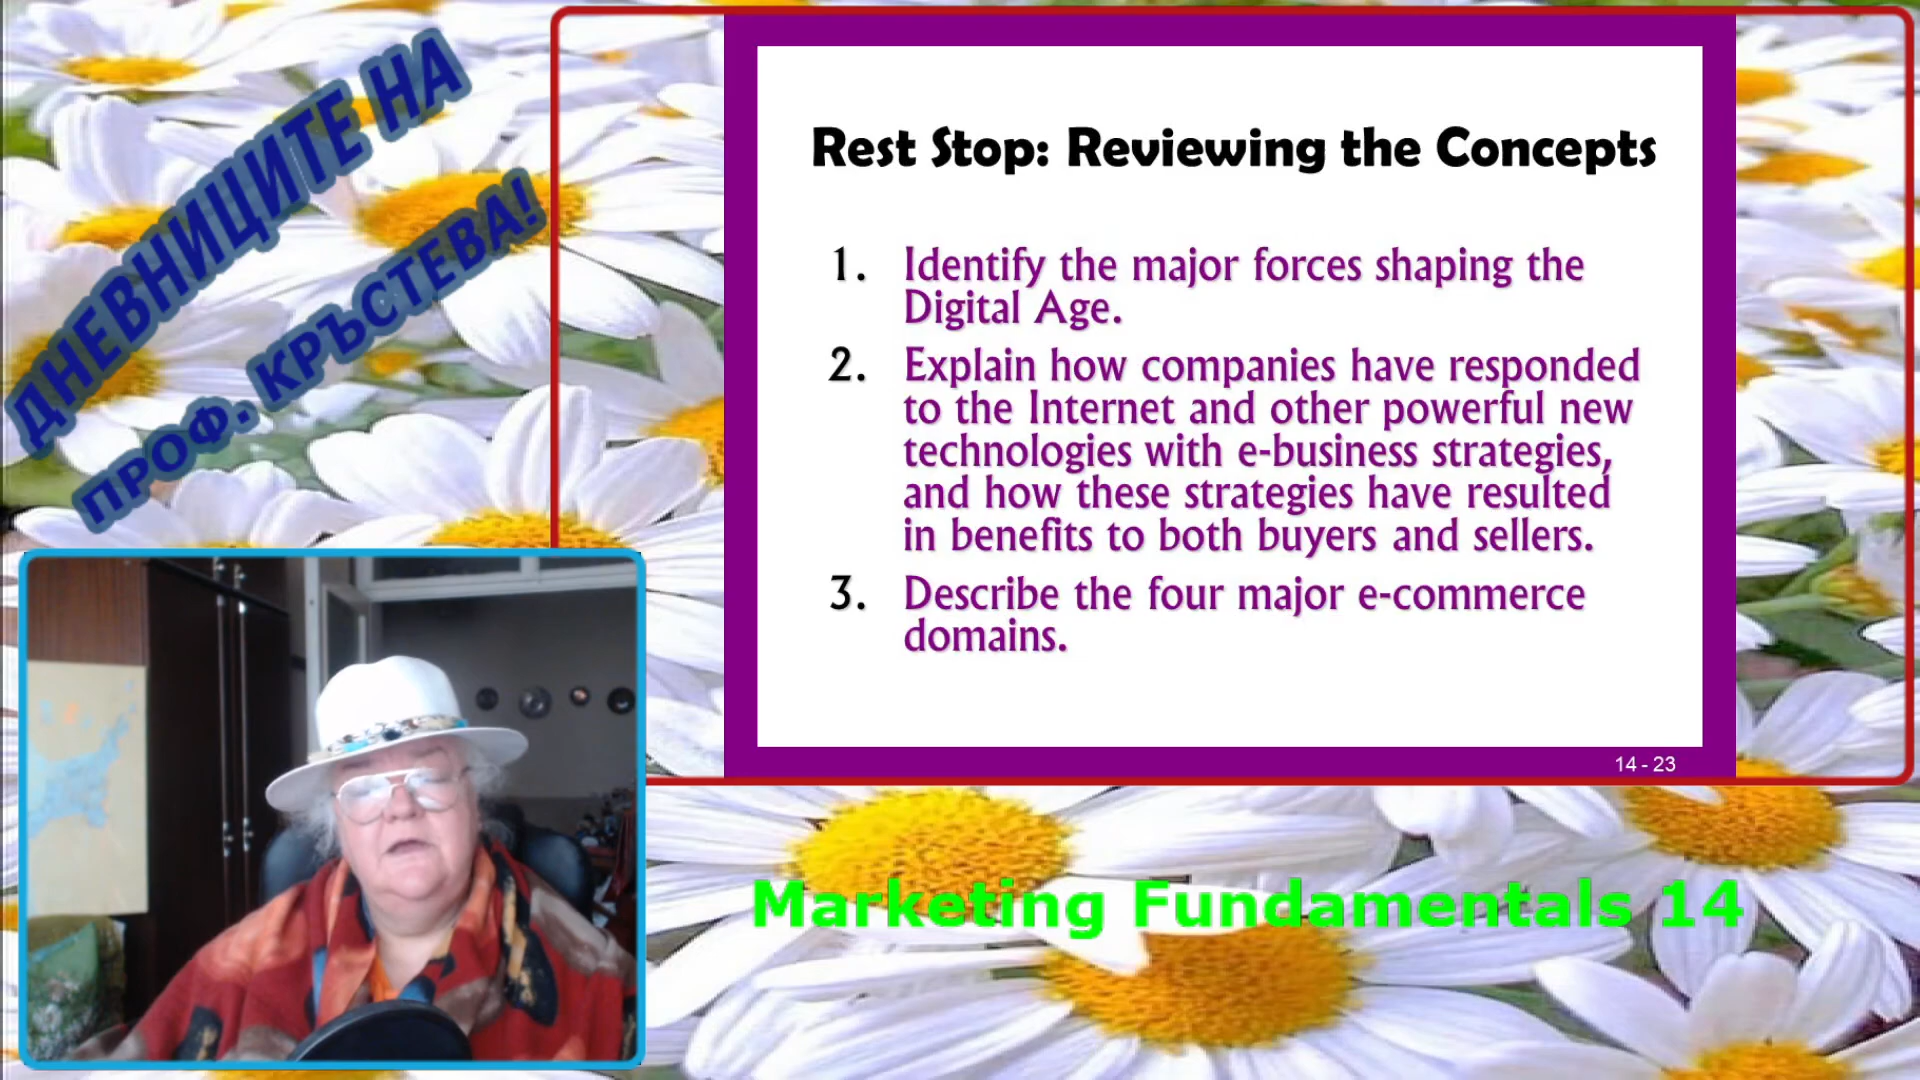 ДНЕВНИЦИТЕ НА
ПРОФ. КРЪСТЕВА!
Rest Stop: Reviewing the Concepts
1. Identify the major forces shaping the
Digital Age.
2. Explain how companies have responded
to the Internet and other powerful new
technologies with e-business strategies,
and how these strategies have resulted
in benefits to both buyers and sellers.
3. Describe the four major e-commerce
domains.
14 - 23
Marketing Fundamentals 14